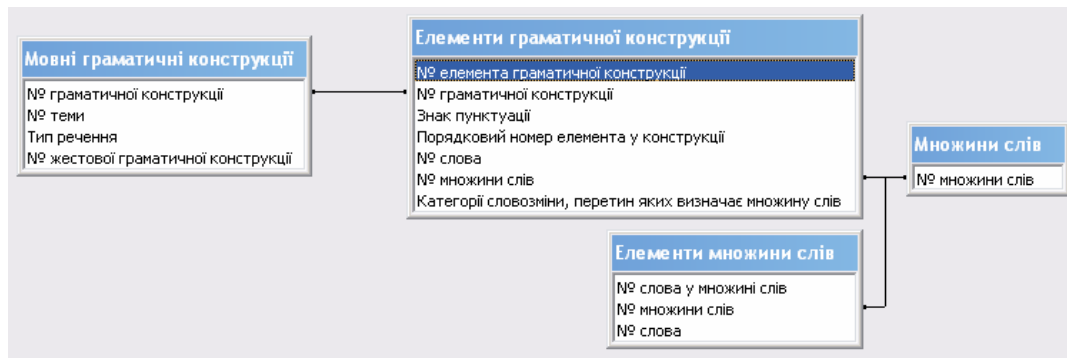 Мовні граматичні конструкції
№ граматичної конструкції
№ теми
Тип речення
№ жестової граматичної конструкції
Елементи граматичної конструкції
№ елемента граматичної конструкції
№ граматичної конструкції
Знак пунктуації
Порядковий номер елемента у конструкції
№ слова
№ множини слів
Категорії словозміни, перетин яких визначає множину слів
Множини слів
№ множини слів
Елементи множини слів
№ слова у множині слів
№ множини слів
№ слова